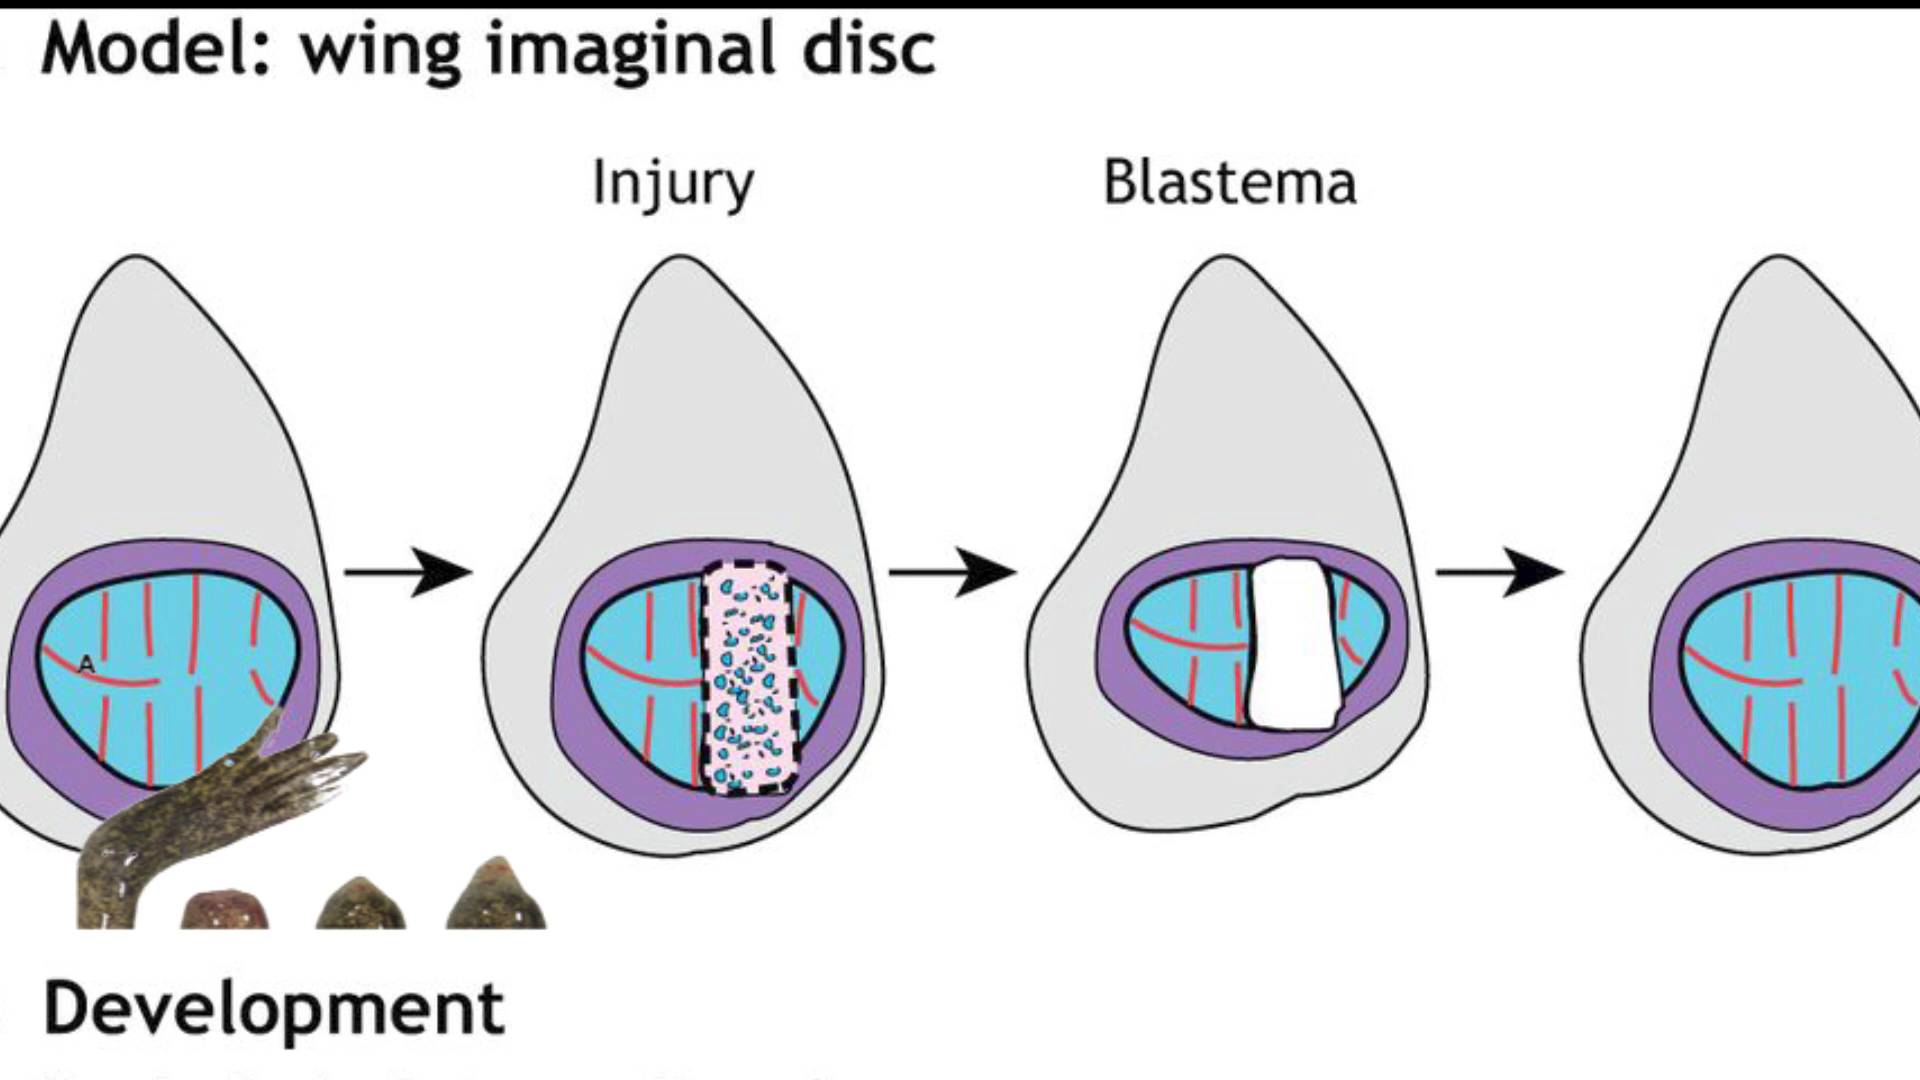 Model: wing imaginal disc
Injury
Blastema
A
Development